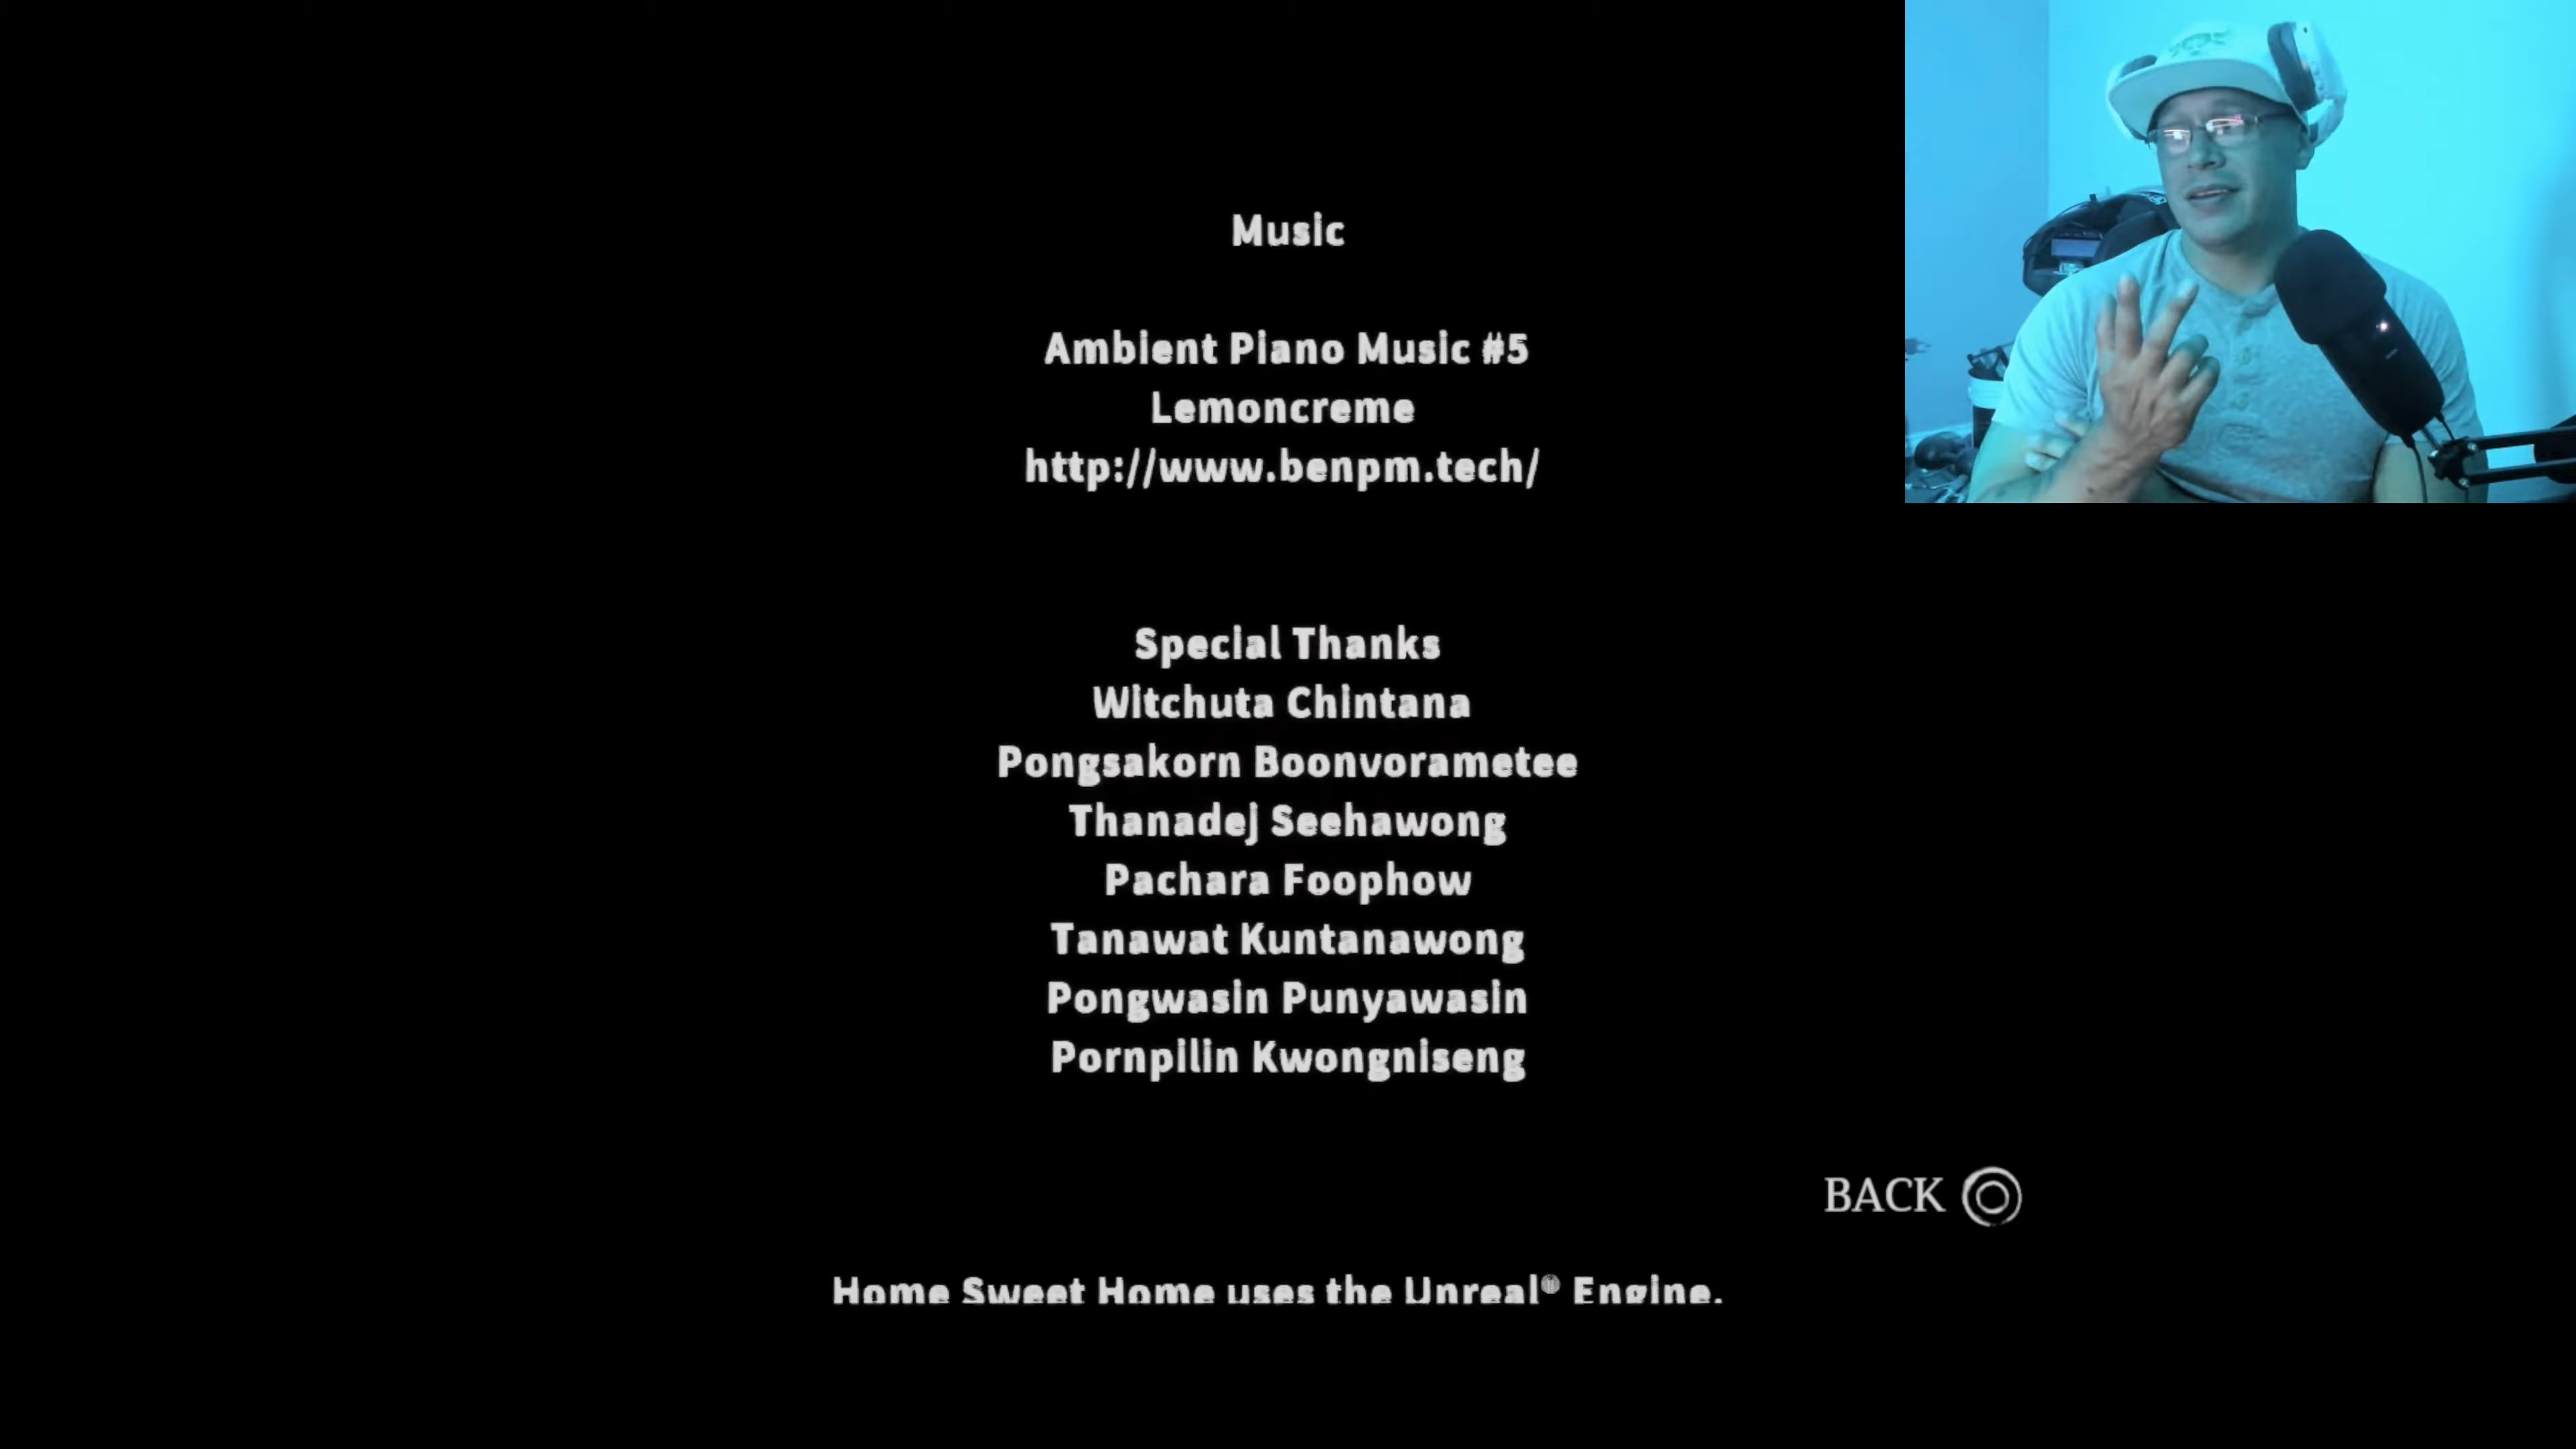 Music
Ambient Piano Music #5
Lemoncreme
http://www.benpm.tech/
Special Thanks
Witchuta Chintana
Pongsakorn Boonvorametee
Thanadej Seehawong
Pachara Foophow
Tanawat Kuntanawong
Pongwasin Punyawasin
Pornpilin Kwongniseng
BACK
Home Sweet Home uses the Unreal® Engine.